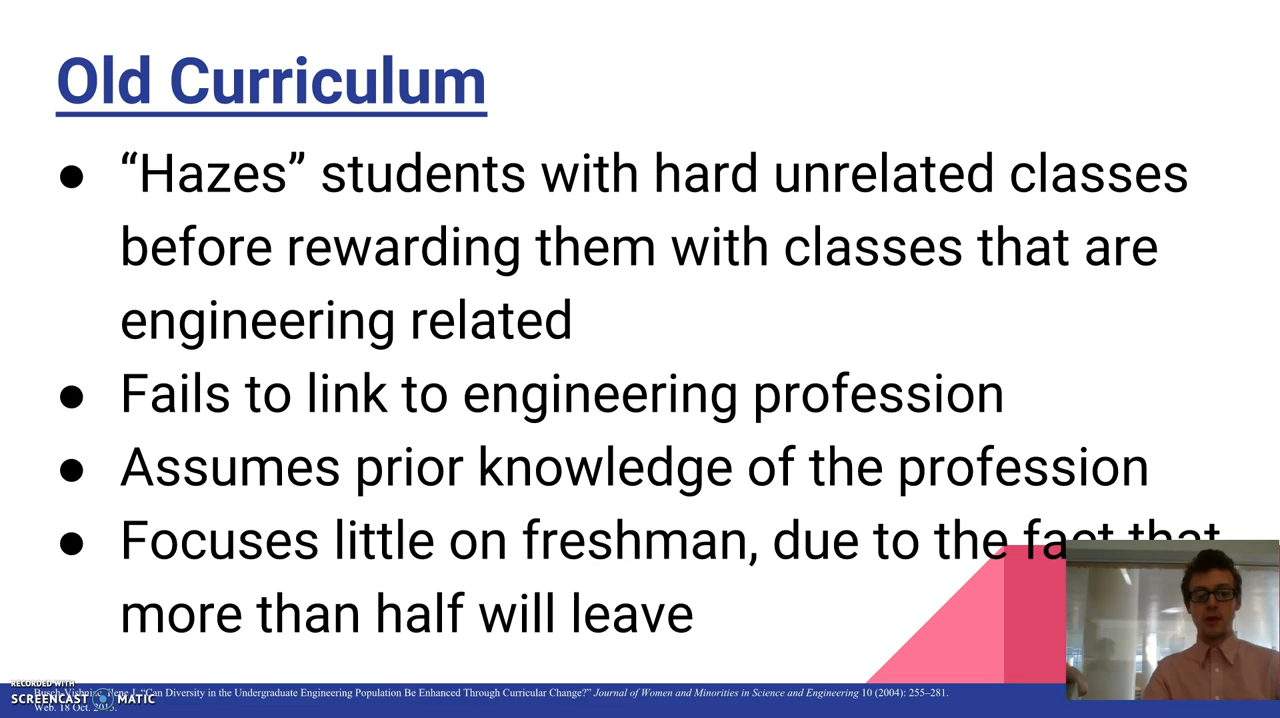 Old Curriculum
● “Hazes” students with hard unrelated classes
before rewarding them with classes that are
engineering related
● Fails to link to engineering profession
● Assumes prior knowledge of the profession
● Focuses little on freshman, due to the fact that
more than half will leave
RECORDED WITH
SCREENCAST MATIC
"Can Diversity in the Undergraduate Engineering Population Be Enhanced Through Curricular Change?" Journal of Women and Minorities in Science and Engineering 10 (2004): 255–281.
Web. 18 Oct.